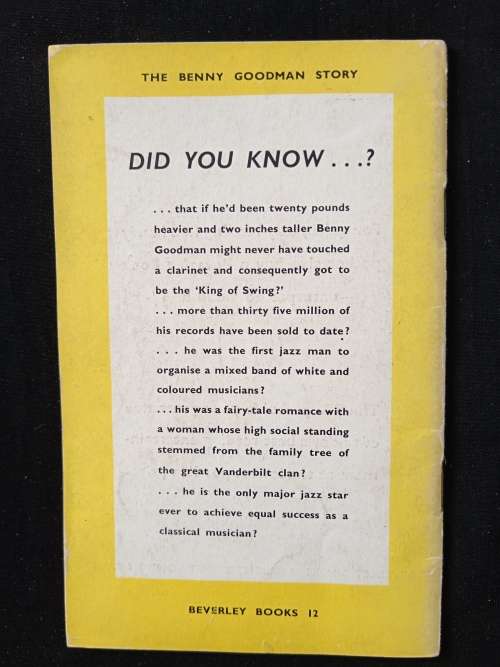 THE BENNY GOODMAN STORY
DID YOU KNOW . . .?
. . . that if he'd been twenty pounds
heavier and two inches taller Benny
Goodman might never have touched
a clarinet and consequently got to
be the 'King of Swing?'
. . . more than thirty five million of
his records have been sold to date?
. . . he was the first jazz man to
organise a mixed band of white and
coloured musicians?
. . . his was a fairy-tale romance with
a woman whose high social standing
stemmed from the family tree of
the great Vanderbilt clan?
. . . he is the only major jazz star
ever to achieve equal success as a
classical musician?
BEVERLEY BOOKS 12